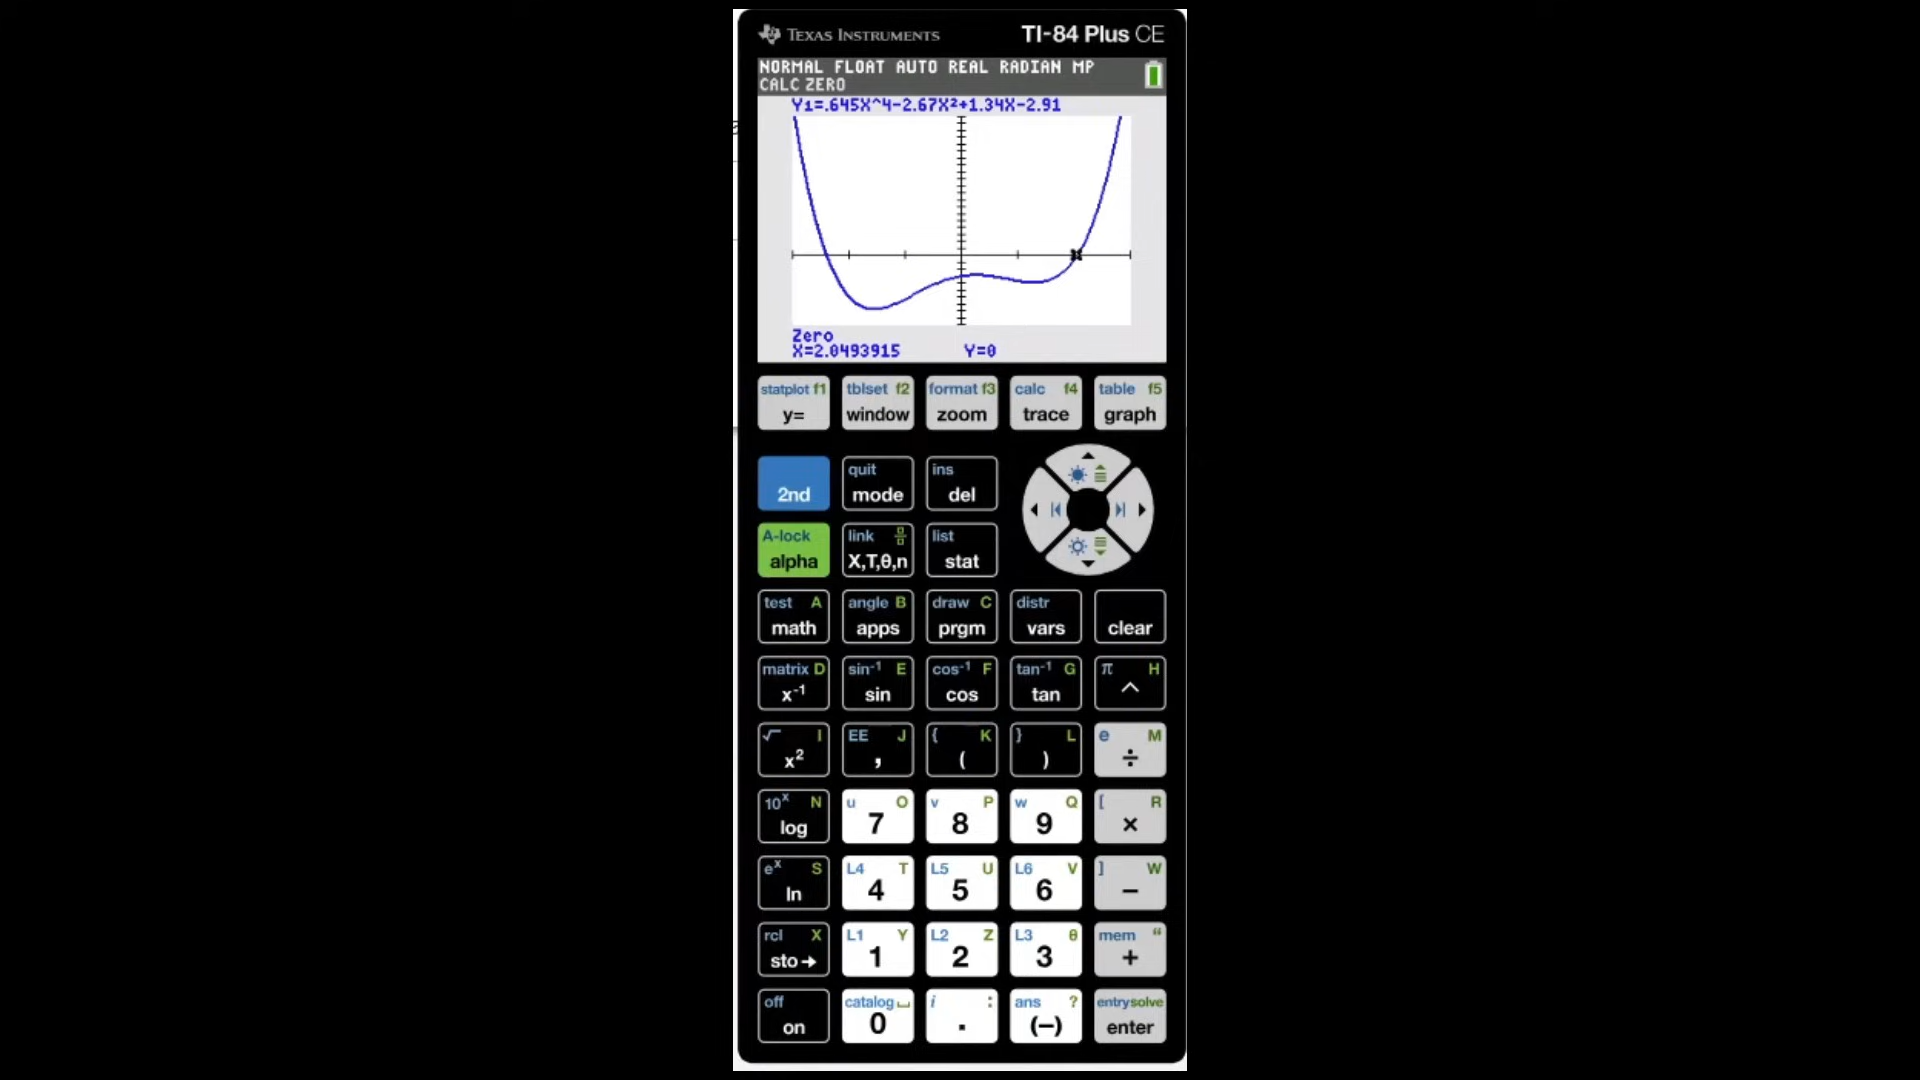 TEXAS INSTRUMENTS TI-84 Plus CE
NORMAL FLOAT AUTO REAL RADIAN MP
CALC ZERO
Y1=.645X^4-2.67X²+1.34X-2.91
Zero
X=2.0493915 Y=0
statplot f1 tblset f2 format f3 calc f4 table f5
y= window zoom trace graph
quit ins
2nd mode del
A-lock link list
alpha X,T,θ,n stat
test A angle B draw C distr
math apps prgm vars clear
matrix D sin⁻¹ E cos⁻¹ F tan⁻¹ G π H
x⁻¹ sin cos tan ^
√ I EE J { K } L e M
x² , ( ) ÷
10ˣ N u O v P w Q [ R
log 7 8 9 ×
eˣ S L4 T L5 U L6 V ] W
ln 4 5 6 −
rcl X L1 Y L2 Z L3 θ mem “
sto→ 1 2 3 +
off catalog ⎵ i : ans ? entry solve
on 0 . (−) enter